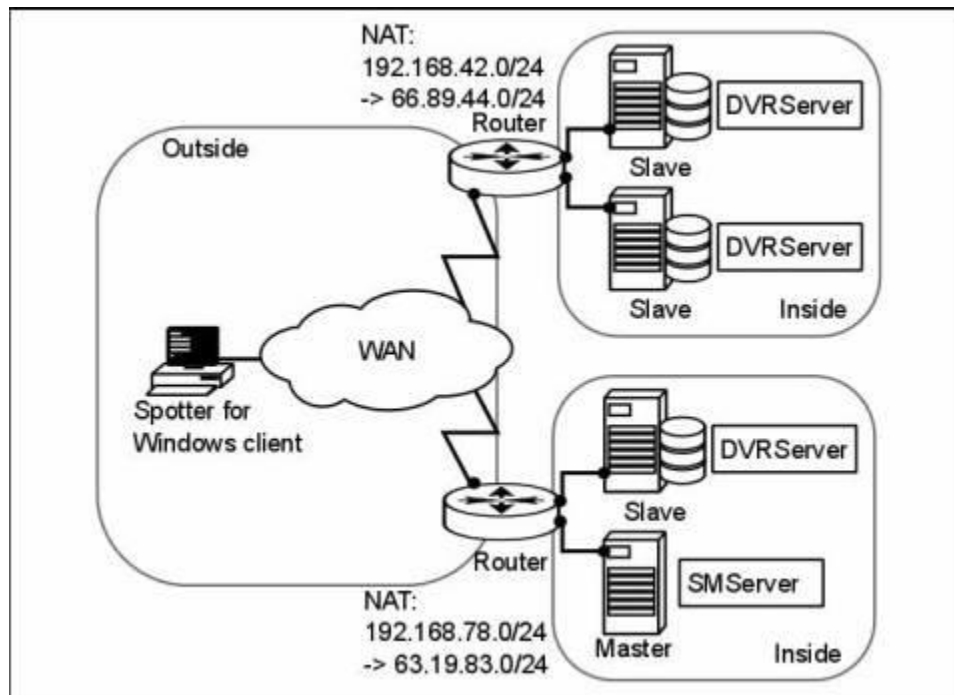 NAT:
192.168.42.0/24
-> 66.89.44.0/24
Router
Outside
DVRServer
Slave
DVRServer
Slave
Inside
WAN
Spotter for
Windows client
DVRServer
Slave
Router
SMServer
Master
Inside
NAT:
192.168.78.0/24
-> 63.19.83.0/24